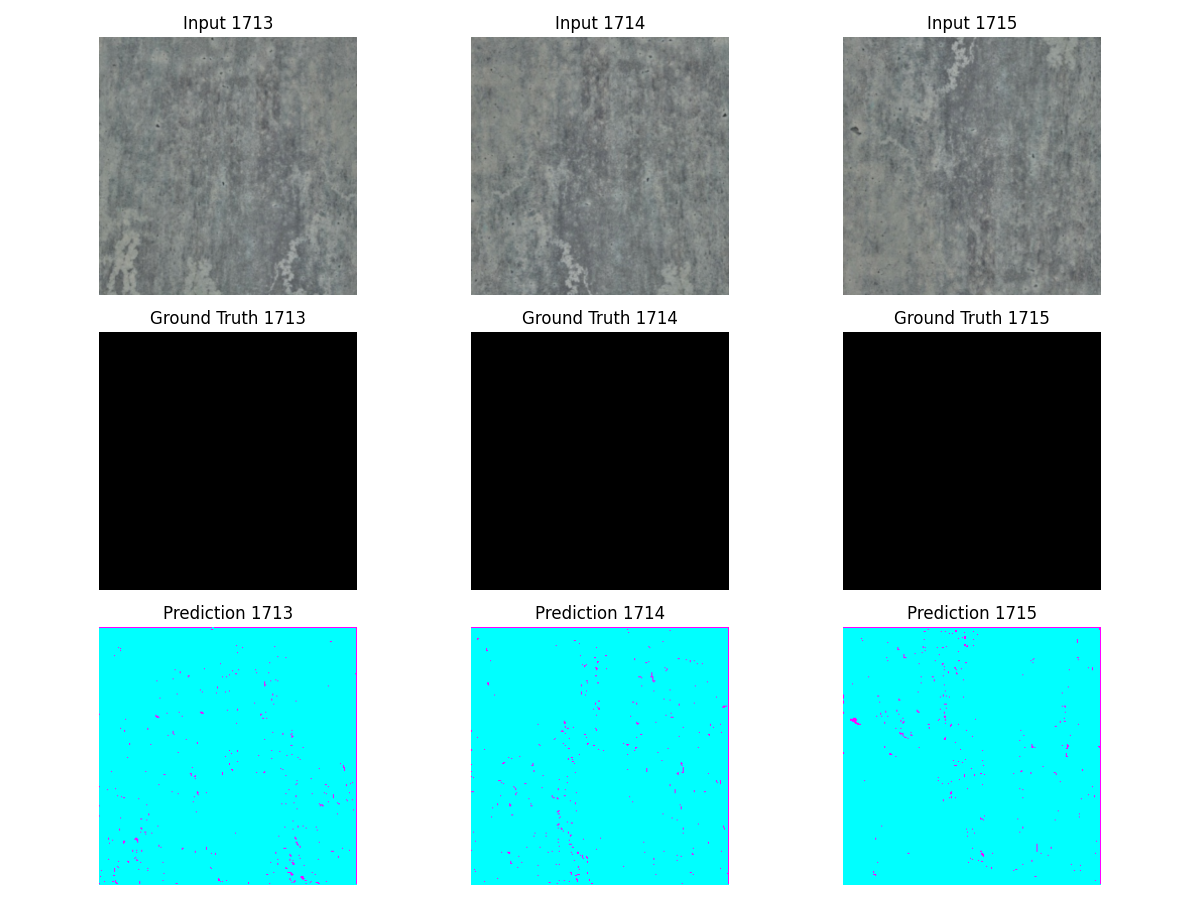 Input 1713
Input 1714
Input 1715
Ground Truth 1713
Ground Truth 1714
Ground Truth 1715
Prediction 1713
Prediction 1714
Prediction 1715